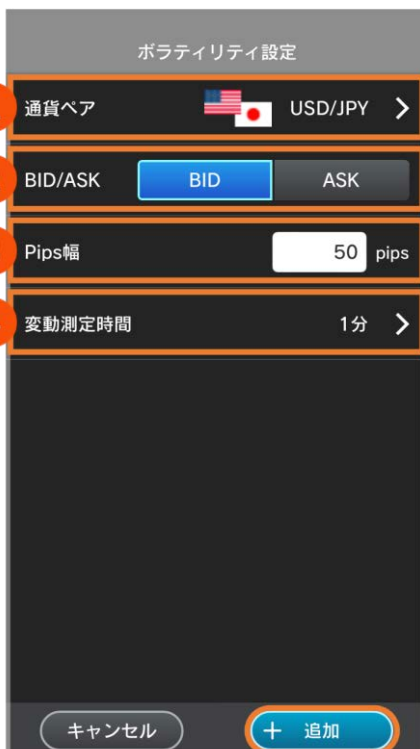 ボラティリティ設定
通貨ペア USD/JPY
BID/ASK BID ASK
Pips幅 50 pips
変動測定時間 1分
キャンセル + 追加